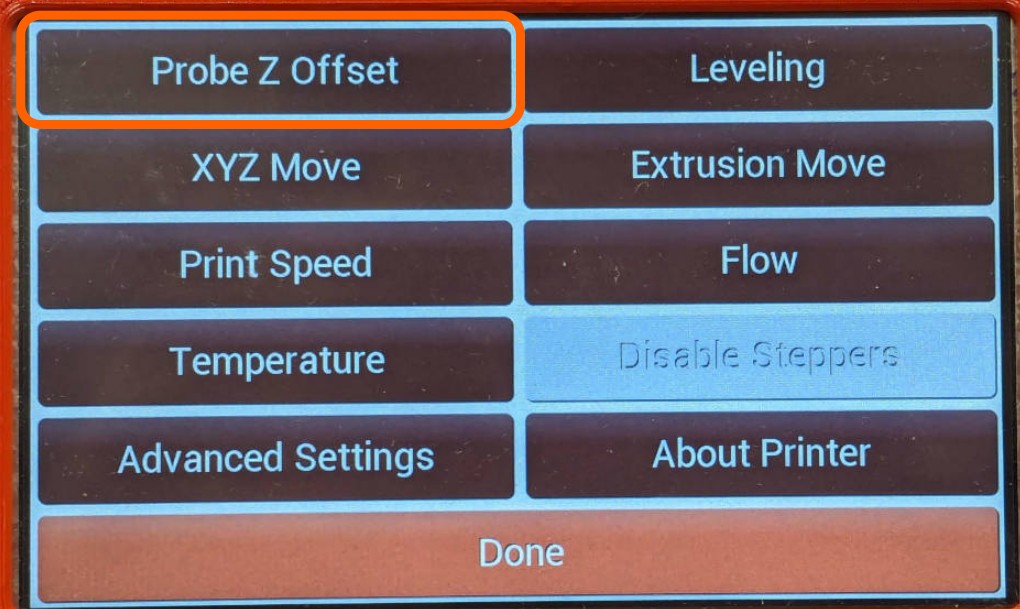 Probe Z Offset
Leveling
XYZ Move
Extrusion Move
Print Speed
Flow
Temperature
Disable Steppers
Advanced Settings
About Printer
Done